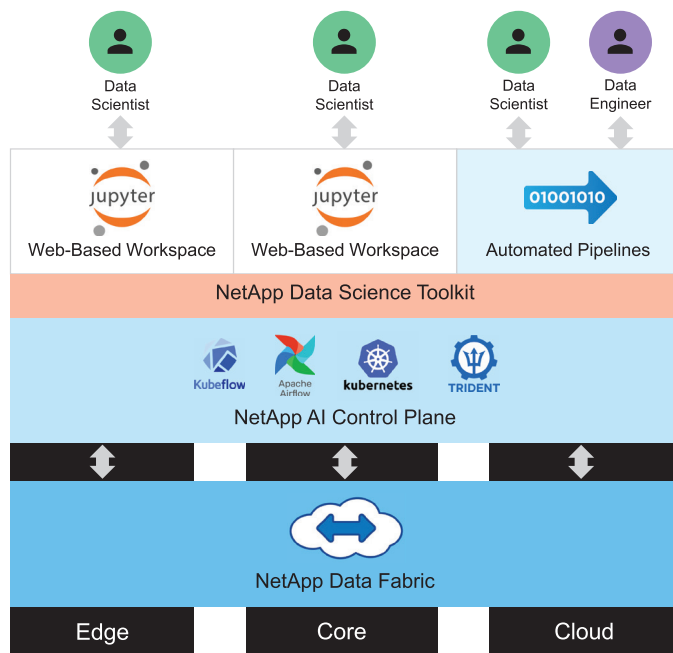 Data
Scientist
Data
Scientist
Data
Scientist
Data
Engineer
jupyter
Web-Based Workspace
jupyter
Web-Based Workspace
01001010
Automated Pipelines
NetApp Data Science Toolkit
Kubeflow
Apache
Airflow
kubernetes
TRIDENT
NetApp AI Control Plane
NetApp Data Fabric
Edge
Core
Cloud